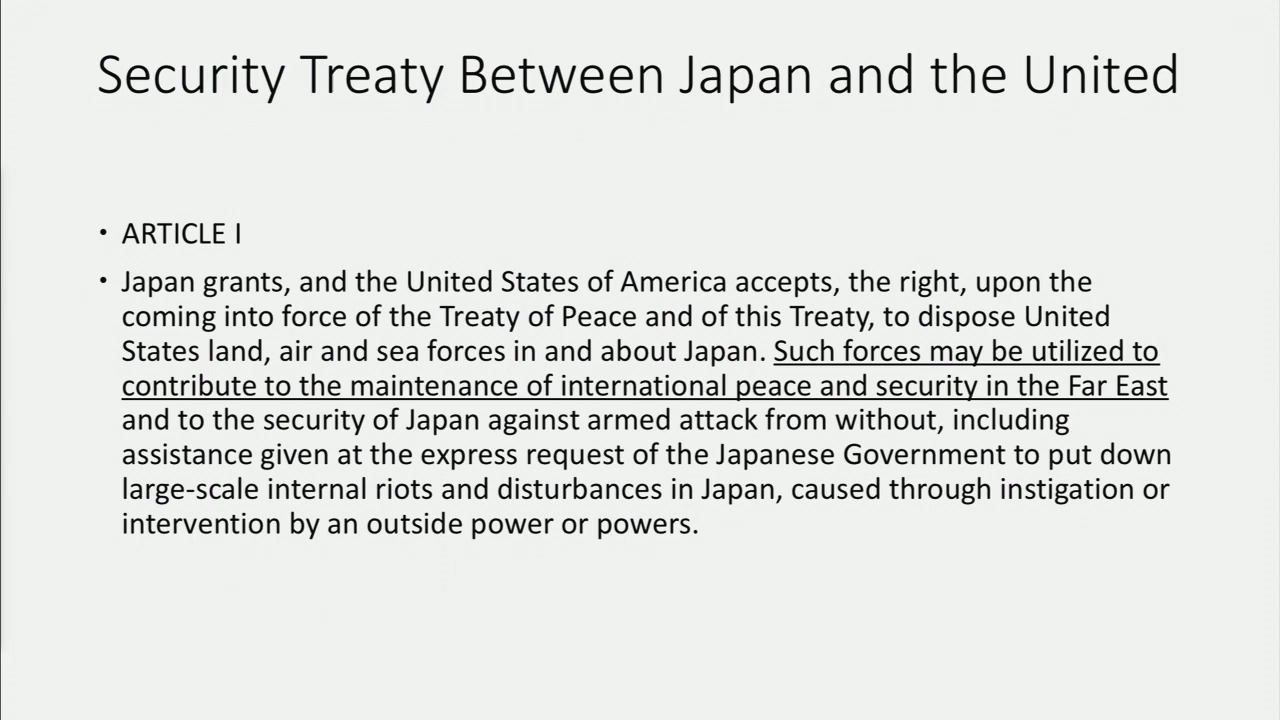 Security Treaty Between Japan and the United
• ARTICLE I
• Japan grants, and the United States of America accepts, the right, upon the
coming into force of the Treaty of Peace and of this Treaty, to dispose United
States land, air and sea forces in and about Japan. Such forces may be utilized to
contribute to the maintenance of international peace and security in the Far East
and to the security of Japan against armed attack from without, including
assistance given at the express request of the Japanese Government to put down
large-scale internal riots and disturbances in Japan, caused through instigation or
intervention by an outside power or powers.